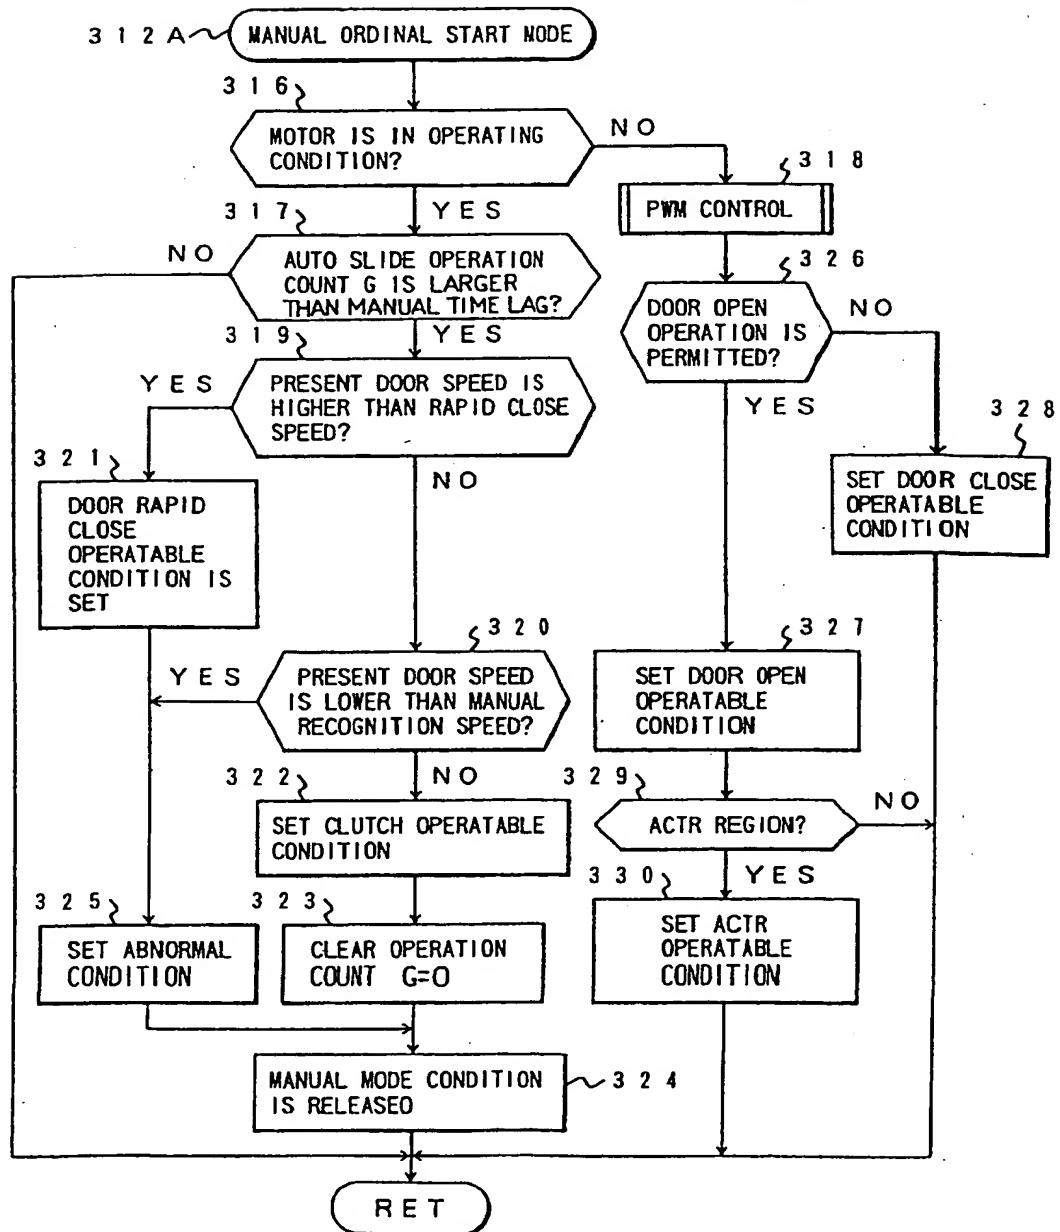 312A
MANUAL ORDINAL START MODE
316
MOTOR IS IN OPERATING
CONDITION?
NO
YES
318
PWM CONTROL
317
NO
AUTO SLIDE OPERATION
COUNT G IS LARGER
THAN MANUAL TIME LAG?
YES
326
DOOR OPEN
OPERATION IS
PERMITTED?
NO
YES
319
YES
PRESENT DOOR SPEED IS
HIGHER THAN RAPID CLOSE
SPEED?
NO
328
SET DOOR CLOSE
OPERATABLE
CONDITION
321
DOOR RAPID
CLOSE
OPERATABLE
CONDITION IS
SET
320
YES
PRESENT DOOR SPEED
IS LOWER THAN MANUAL
RECOGNITION SPEED?
NO
327
SET DOOR OPEN
OPERATABLE
CONDITION
322
SET CLUTCH OPERATABLE
CONDITION
329
ACTR REGION?
NO
YES
325
SET ABNORMAL
CONDITION
323
CLEAR OPERATION
COUNT G=0
330
SET ACTR
OPERATABLE
CONDITION
MANUAL MODE CONDITION
IS RELEASED
324
RET